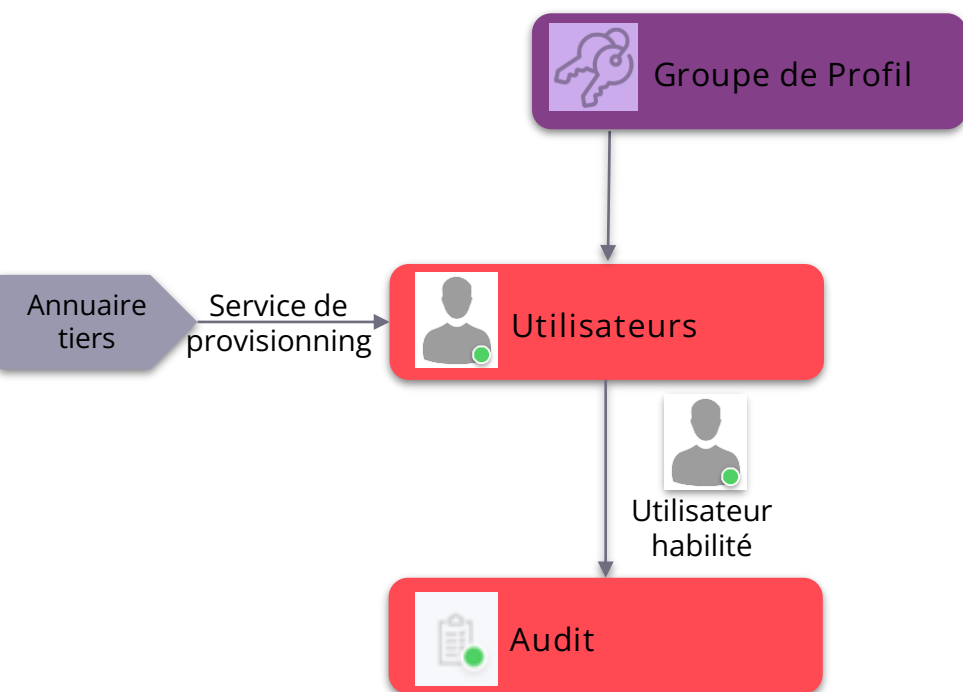 Groupe de Profil
Annuaire
tiers
Service de
provisionning
Utilisateurs
Utilisateur
habilité
Audit